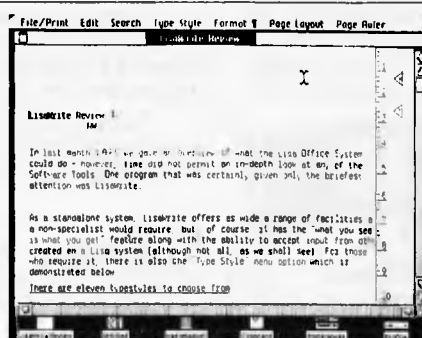 File/Print Edit Search Type Style Format Page Layout Page Ruler
LisaWrite Review
LisaWrite Review
In last month we gave an overview of what the Lisa Office System
could do - however, time did not permit an in-depth look at any of the
Software Tools. One program that was certainly given only the briefest
attention was LisaWrite.
As a standalone system, LisaWrite offers as wide a range of facilities a
a non-specialist would require but of course it has the "what you see
is what you get" feature along with the ability to accept input from
created on a Lisa system (although not all, as we shall see). For those
who require it, there is also the "Type Style" menu option which is
demonstrated below
There are eleven typestyles to choose from